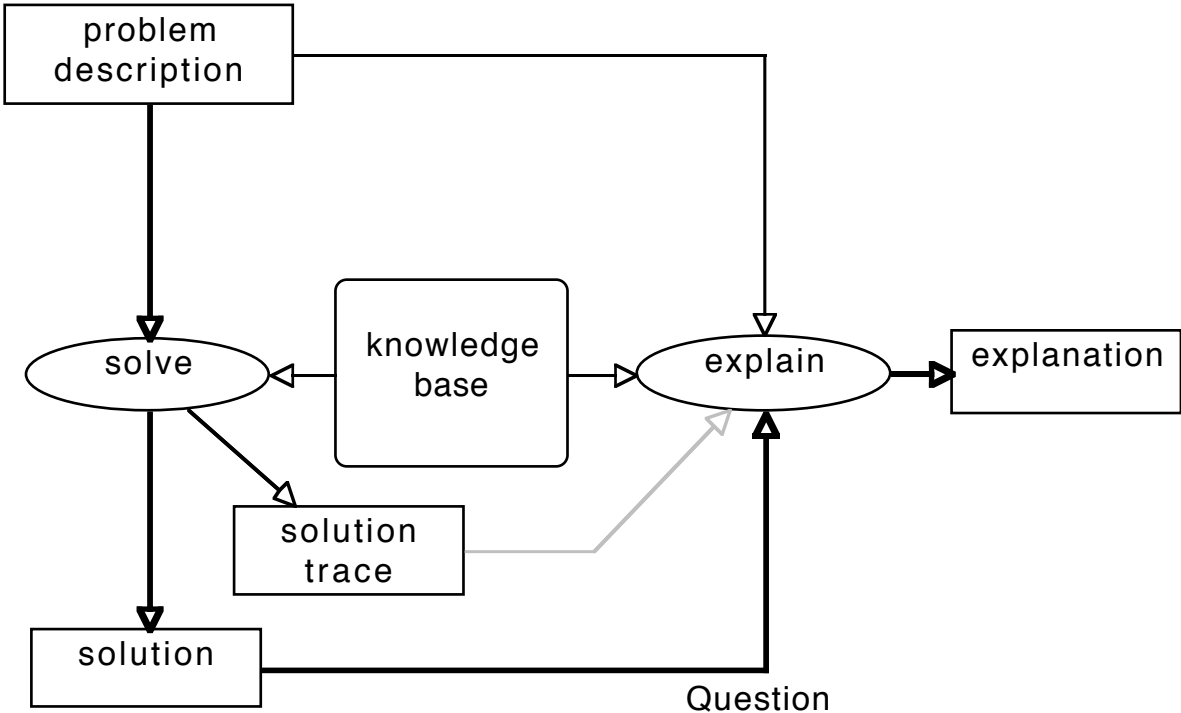 problem
description
solve
knowledge
base
explain
explanation
solution
trace
solution
Question